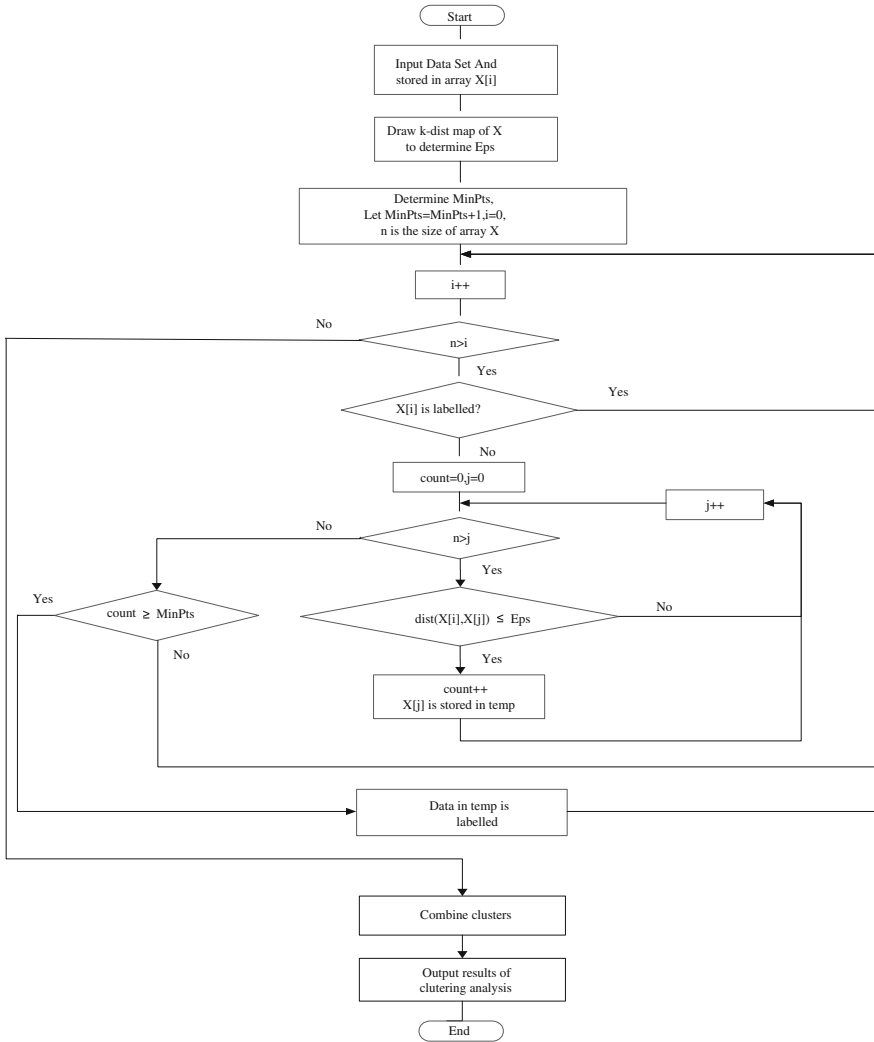 Start
Input Data Set And
stored in array X[i]
Draw k-dist map of X
to determine Eps
Determine MinPts,
Let MinPts=MinPts+1,i=0,
n is the size of array X
i++
No
n>i
Yes
X[i] is labelled?
Yes
No
count=0,j=0
j++
No
n>j
Yes
Yes
count ≥ MinPts
dist(X[i],X[j]) ≤ Eps
No
No
Yes
count++
X[j] is stored in temp
Data in temp is
labelled
Combine clusters
Output results of
clutering analysis
End